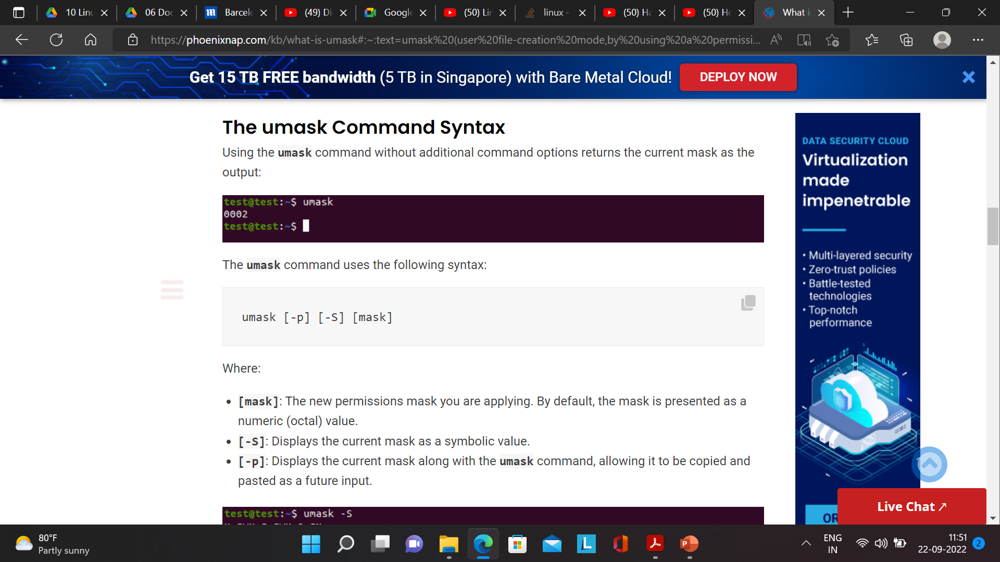 10 Linu
06 Doc
Barcel
(49) Di
Google
(50) Lin
linux -
(50) Ha
(50) Ho
What i
https://phoenixnap.com/kb/what-is-umask#:~:text=umask%20(user%20file-creation%20mode,by%20using%20a%20permissi...
Get 15 TB FREE bandwidth (5 TB in Singapore) with Bare Metal Cloud!
DEPLOY NOW
The umask Command Syntax
Using the umask command without additional command options returns the current mask as the
output:
test@test:~$ umask
0002
test@test:~$
The umask command uses the following syntax:
umask [-p] [-S] [mask]
Where:
• [mask]: The new permissions mask you are applying. By default, the mask is presented as a
numeric (octal) value.
• [-S]: Displays the current mask as a symbolic value.
• [-p]: Displays the current mask along with the umask command, allowing it to be copied and
pasted as a future input.
test@test:~$ umask -S
DATA SECURITY CLOUD
Virtualization
made
impenetrable
• Multi-layered security
• Zero-trust policies
• Battle-tested
technologies
• Top-notch
performance
OR
Live Chat
80°F
Partly sunny
ENG
IN
11:51
22-09-2022
2